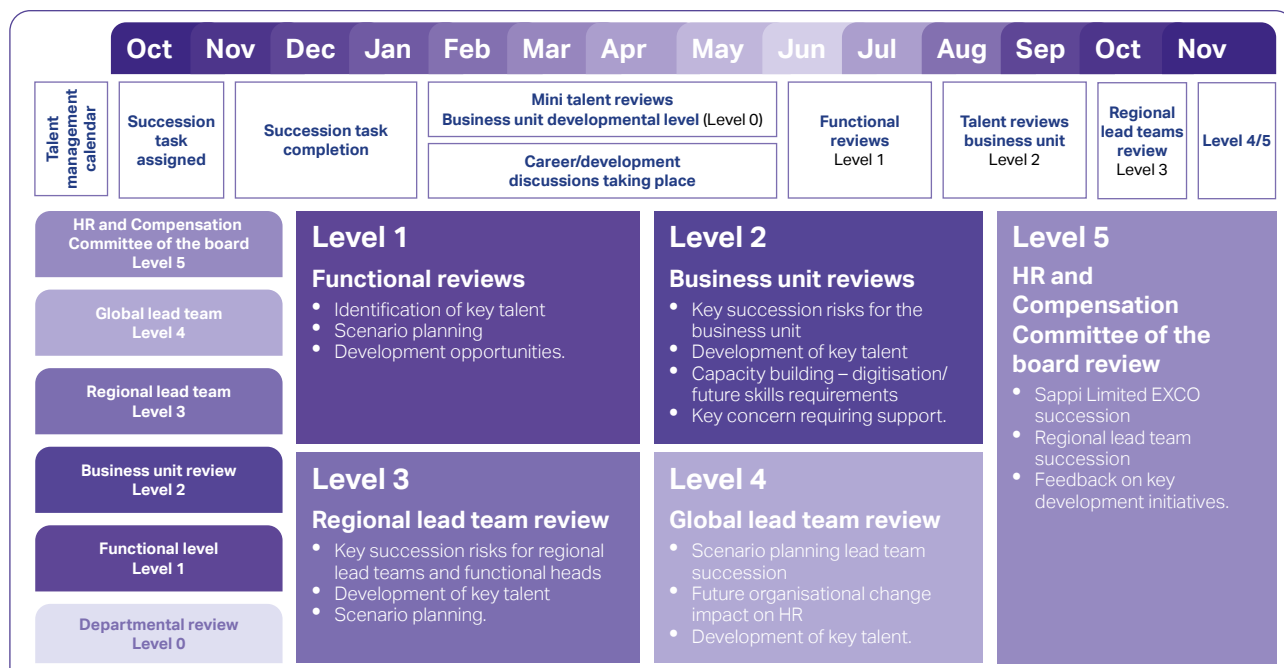 Oct Nov Dec Jan Feb Mar Apr May Jun Jul Aug Sep Oct Nov
Talent
management
calendar
Succession
task
assigned
Succession task
completion
Mini talent reviews
Business unit developmental level (Level 0)
Career/development
discussions taking place
Functional
reviews
Level 1
Talent reviews
business unit
Level 2
Regional
lead teams
review
Level 3
Level 4/5
HR and Compensation
Committee of the board
Level 5
Global lead team
Level 4
Regional lead team
Level 3
Business unit review
Level 2
Functional level
Level 1
Departmental review
Level 0
Level 1
Functional reviews
• Identification of key talent
• Scenario planning
• Development opportunities.
Level 2
Business unit reviews
• Key succession risks for the
business unit
• Development of key talent
• Capacity building – digitisation/
future skills requirements
• Key concern requiring support.
Level 3
Regional lead team review
• Key succession risks for regional
lead teams and functional heads
• Development of key talent
• Scenario planning.
Level 4
Global lead team review
• Scenario planning lead team
succession
• Future organisational change
impact on HR
• Development of key talent.
Level 5
HR and
Compensation
Committee of the
board review
• Sappi Limited EXCO
succession
• Regional lead team
succession
• Feedback on key
development initiatives.